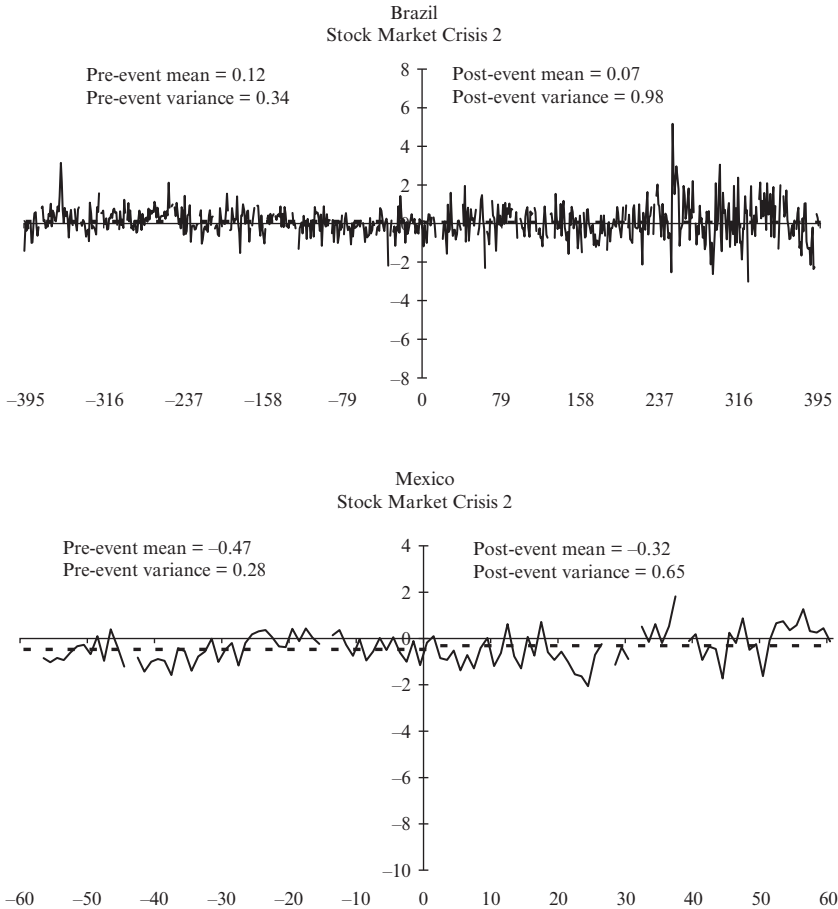 Brazil
Stock Market Crisis 2
Pre-event mean = 0.12
Pre-event variance = 0.34
Post-event mean = 0.07
Post-event variance = 0.98
8
6
4
2
0
–2
–4
–6
–8
–395 –316 –237 –158 –79 0 79 158 237 316 395
Mexico
Stock Market Crisis 2
Pre-event mean = –0.47
Pre-event variance = 0.28
Post-event mean = –0.32
Post-event variance = 0.65
4
2
0
–2
–4
–6
–8
–10
–60 –50 –40 –30 –20 –10 0 10 20 30 40 50 60